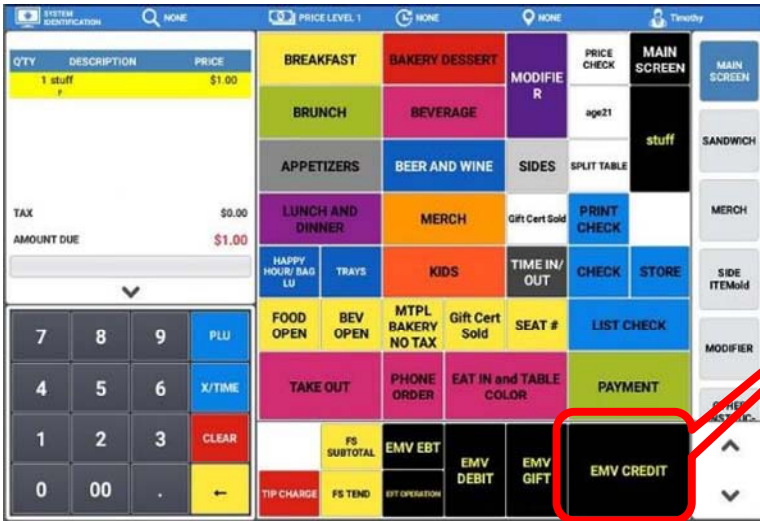 SYSTEM IDENTIFICATION
NONE
PRICE LEVEL 1
NONE
NONE
Timothy
Q'TY DESCRIPTION PRICE
1 stuff $1.00
F
TAX $0.00
AMOUNT DUE $1.00
7 8 9 PLU
4 5 6 X/TIME
1 2 3 CLEAR
0 00 . ←
BREAKFAST
BAKERY DESSERT
MODIFIE
R
PRICE
CHECK
MAIN
SCREEN
BRUNCH
BEVERAGE
age21
stuff
APPETIZERS
BEER AND WINE
SIDES
SPLIT TABLE
LUNCH AND
DINNER
MERCH
Gift Cert Sold
PRINT
CHECK
HAPPY
HOUR/ BAG
LU
TRAYS
KIDS
TIME IN/
OUT
CHECK
STORE
FOOD
OPEN
BEV
OPEN
MTPL
BAKERY
NO TAX
Gift Cert
Sold
SEAT #
LIST CHECK
TAKE OUT
PHONE
ORDER
EAT IN and TABLE
COLOR
PAYMENT
FS
SUBTOTAL
EMV EBT
EMV
DEBIT
EMV
GIFT
EMV CREDIT
TIP CHARGE
FS TEND
EFT OPERATION
MAIN
SCREEN
SANDWICH
MERCH
SIDE
ITEMold
MODIFIER
OTHER
INSTRUC-